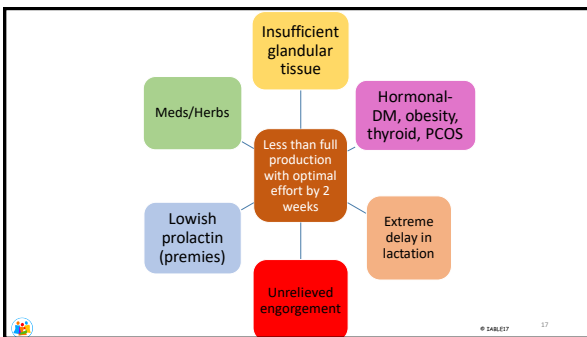 Insufficient
glandular
tissue
Meds/Herbs
Hormonal-
DM, obesity,
thyroid, PCOS
Less than full
production
with optimal
effort by 2
weeks
Lowish
prolactin
(premies)
Extreme
delay in
lactation
Unrelieved
engorgement
© IABLE17
17